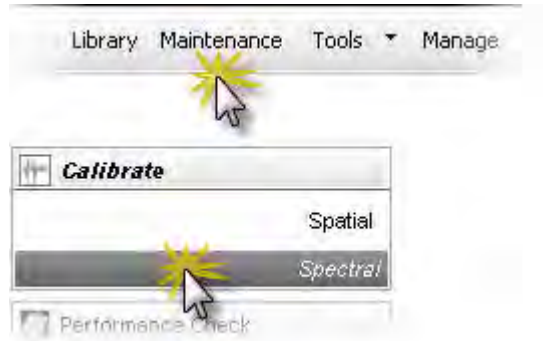 Library Maintenance Tools Manage
Calibrate
Spatial
Spectral
Performance Check